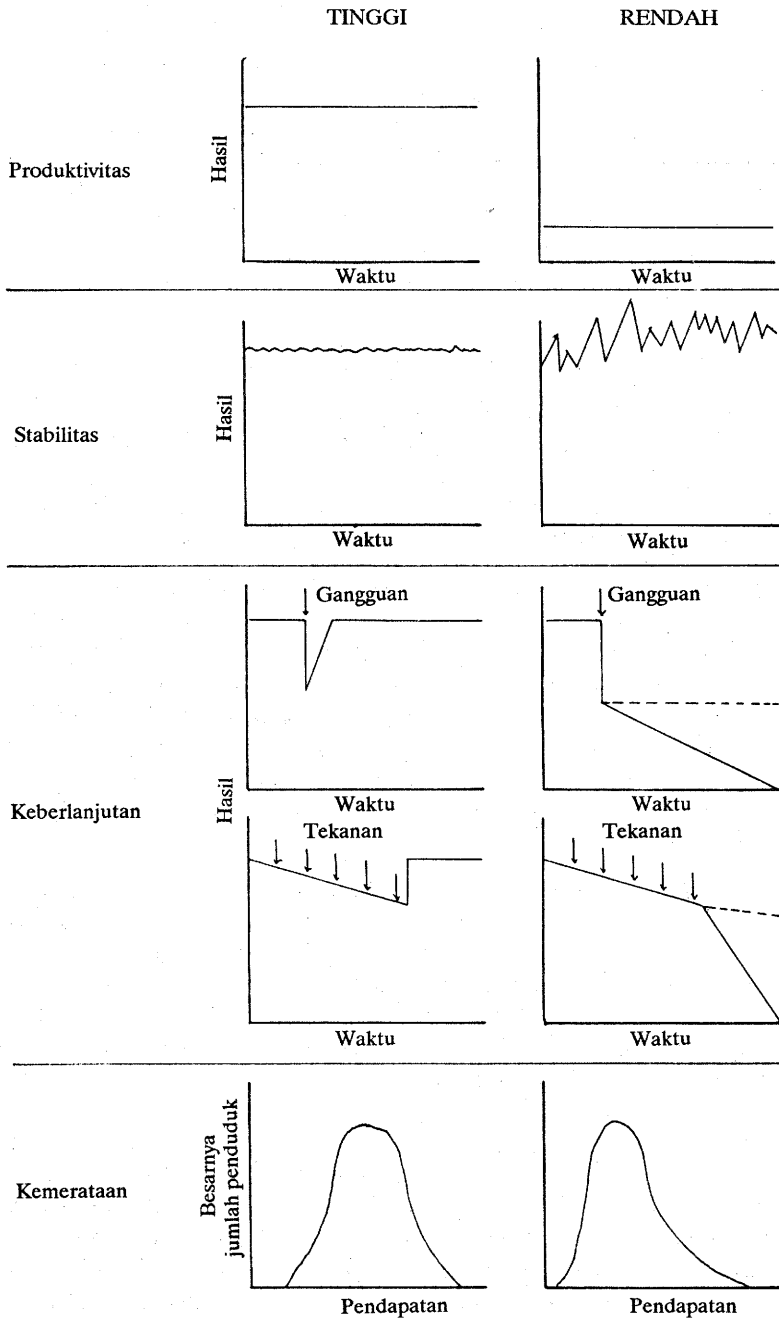 TINGGI RENDAH
Produktivitas
Hasil
Waktu Waktu
Stabilitas
Hasil
Waktu Waktu
Keberlanjutan
Hasil
Gangguan Gangguan
Waktu Waktu
Tekanan Tekanan
Waktu Waktu
Kemerataan
Besarnya
jumlah penduduk
Pendapatan Pendapatan